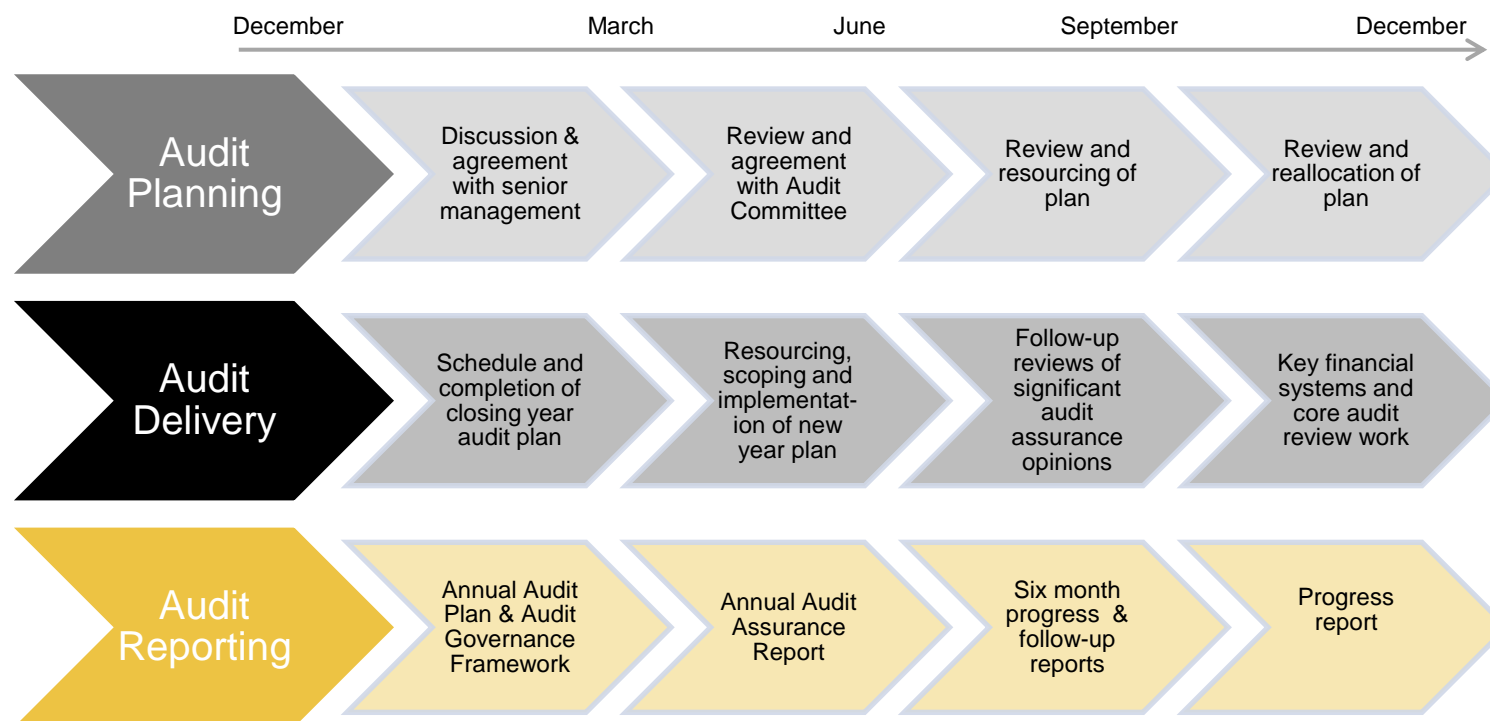 December March June September December
Audit
Planning
Discussion &
agreement
with senior
management
Review and
agreement
with Audit
Committee
Review and
resourcing of
plan
Review and
reallocation of
plan
Audit
Delivery
Schedule and
completion of
closing year
audit plan
Resourcing,
scoping and
implementat-
ion of new
year plan
Follow-up
reviews of
significant
audit
assurance
opinions
Key financial
systems and
core audit
review work
Audit
Reporting
Annual Audit
Plan & Audit
Governance
Framework
Annual Audit
Assurance
Report
Six month
progress &
follow-up
reports
Progress
report